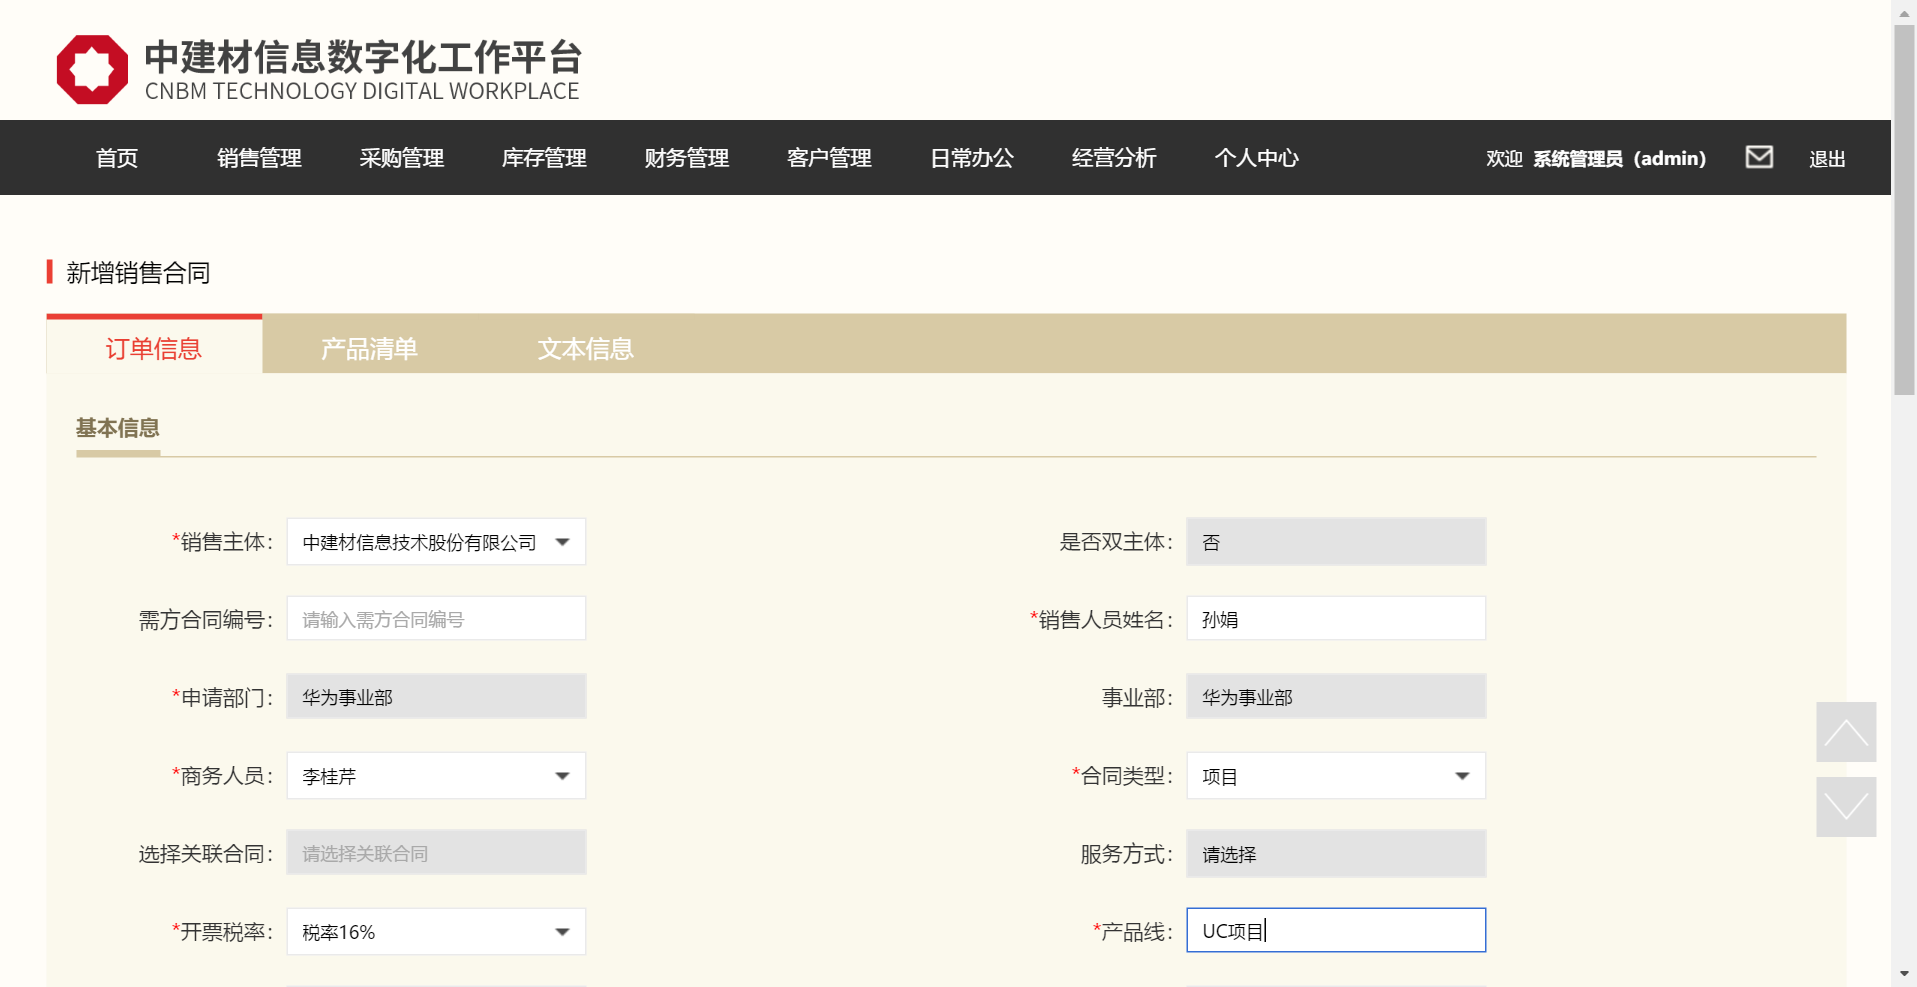 中建材信息数字化工作平台
CNBM TECHNOLOGY DIGITAL WORKPLACE
首页 销售管理 采购管理 库存管理 财务管理 客户管理 日常办公 经营分析 个人中心 欢迎 系统管理员（admin） 退出
新增销售合同
订单信息 产品清单 文本信息
基本信息
*销售主体： 中建材信息技术股份有限公司 是否双主体： 否
需方合同编号： 请输入需方合同编号 *销售人员姓名： 孙娟
*申请部门： 华为事业部 事业部： 华为事业部
*商务人员： 李桂芹 *合同类型： 项目
选择关联合同： 请选择关联合同 服务方式： 请选择
*开票税率： 税率16% *产品线： UC项目